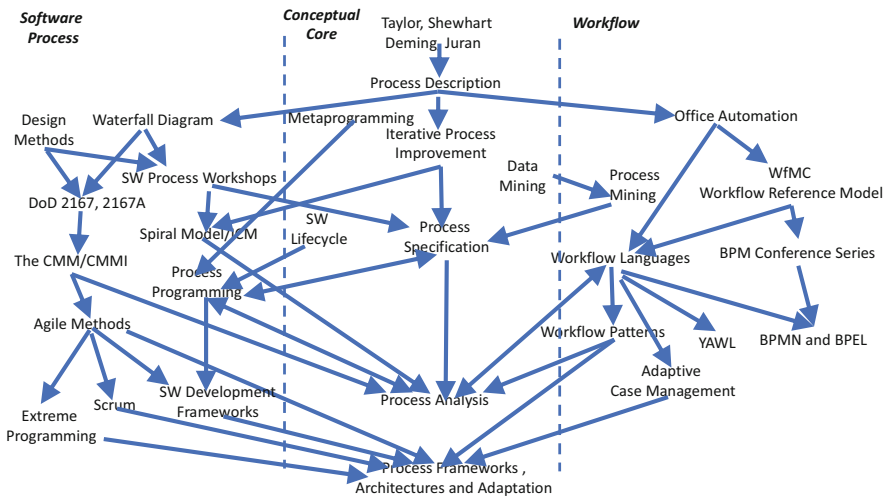 Software
Process
Conceptual
Core
Taylor, Shewhart
Deming, Juran
Workflow
Process Description
Design
Methods
Waterfall Diagram
Metaprogramming
Iterative Process
Improvement
Office Automation
Data
Mining
Process
Mining
WfMC
Workflow Reference Model
SW Process Workshops
DoD 2167, 2167A
Spiral Model/ICM
SW
Lifecycle
Process
Specification
The CMM/CMMI
Process
Programming
Workflow Languages
BPM Conference Series
Agile Methods
Workflow Patterns
YAWL
BPMN and BPEL
Adaptive
Case Management
Extreme
Programming
Scrum
SW Development
Frameworks
Process Analysis
Process Frameworks ,
Architectures and Adaptation